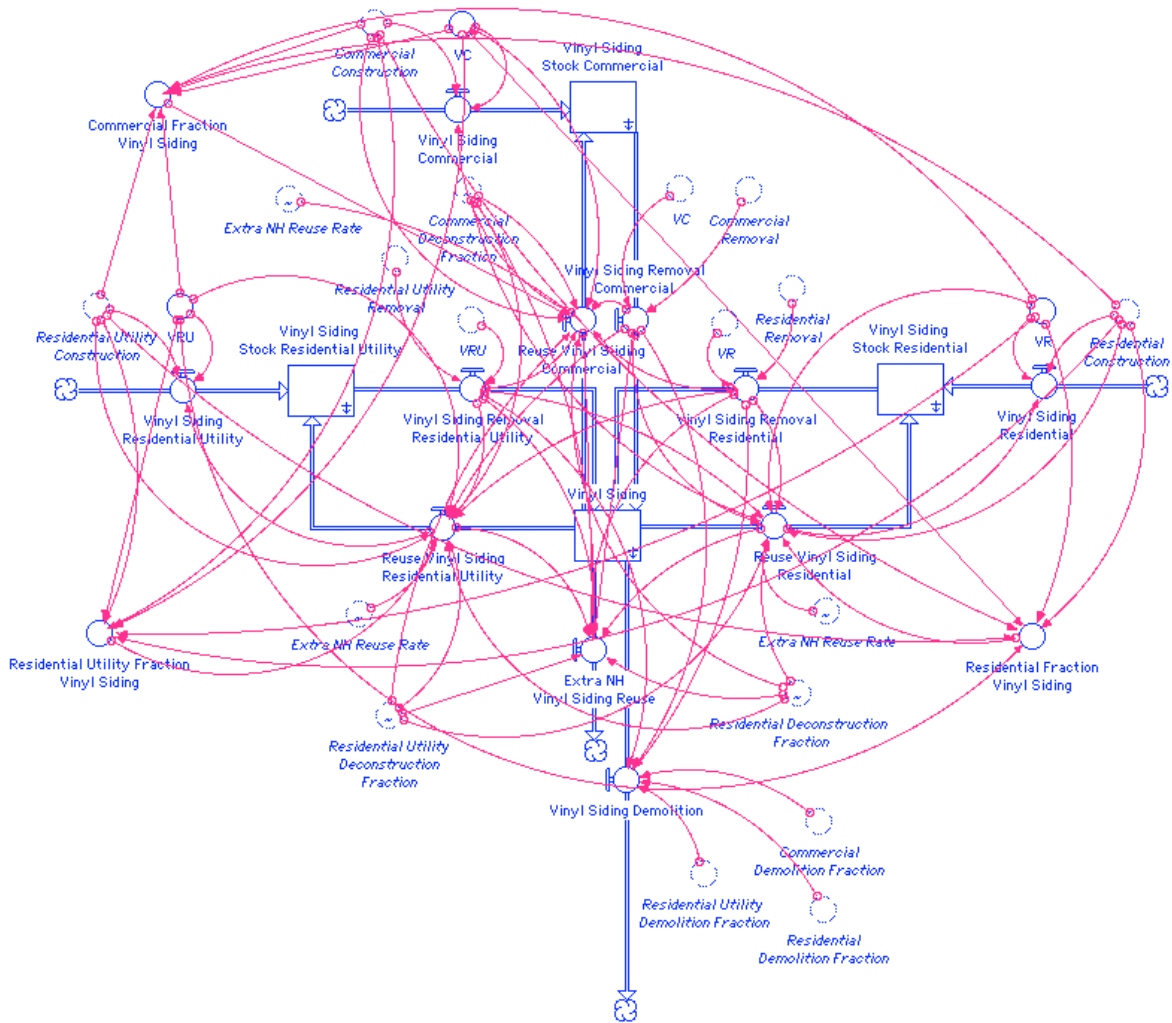 Vinyl Siding
Stock Commercial
Commercial
Construction
VC
Commercial Fraction
Vinyl Siding
Vinyl Siding
Commercial
Extra NH Reuse Rate
Commercial
Deconstruction
Fraction
VC
Commercial
Removal
Vinyl Siding Removal
Commercial
Residential Utility
Removal
Residential Utility
Construction
VRU
Vinyl Siding
Stock Residential Utility
VRU
Reuse Vinyl Siding
Commercial
VR
Residential
Removal
Vinyl Siding
Stock Residential
VR
Residential
Construction
Vinyl Siding
Residential Utility
Vinyl Siding Removal
Residential Utility
Vinyl Siding Removal
Residential
Vinyl Siding
Residential
Vinyl Siding
Reuse Vinyl Siding
Residential Utility
Reuse Vinyl Siding
Residential
Extra NH Reuse Rate
Extra NH Reuse Rate
Residential Utility Fraction
Vinyl Siding
Extra NH
Vinyl Siding Reuse
Residential Fraction
Vinyl Siding
Residential Utility
Deconstruction
Fraction
Residential Deconstruction
Fraction
Vinyl Siding Demolition
Commercial
Demolition Fraction
Residential Utility
Demolition Fraction
Residential
Demolition Fraction